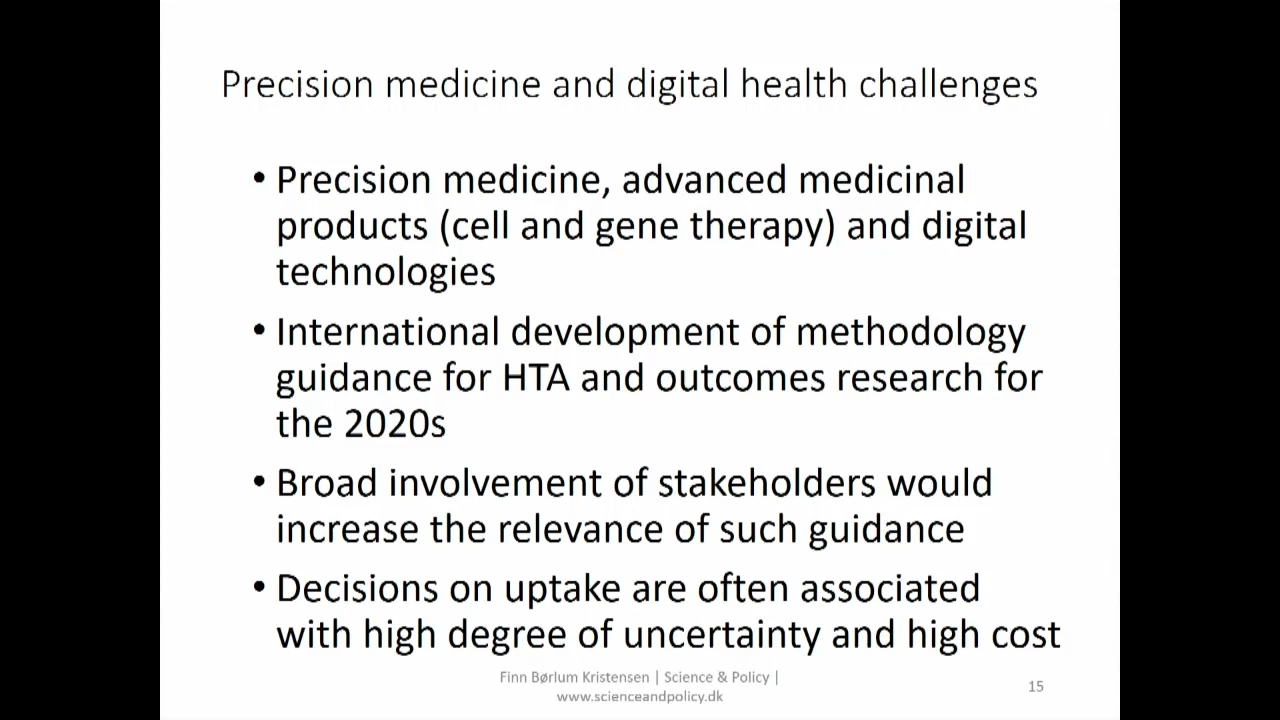 Precision medicine and digital health challenges
• Precision medicine, advanced medicinal
products (cell and gene therapy) and digital
technologies
• International development of methodology
guidance for HTA and outcomes research for
the 2020s
• Broad involvement of stakeholders would
increase the relevance of such guidance
• Decisions on uptake are often associated
with high degree of uncertainty and high cost
Finn Børlum Kristensen | Science & Policy |
www.scienceandpolicy.dk
15